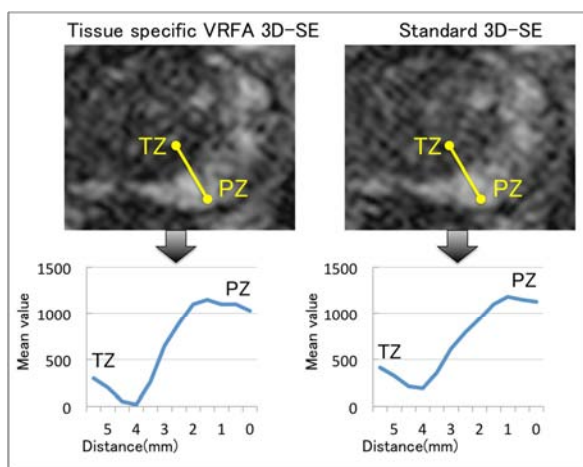 Tissue specific VRFA 3D-SE
Standard 3D-SE
TZ
PZ
TZ
PZ
1500
1000
500
0
Mean value
TZ
PZ
5 4 3 2 1 0
Distance(mm)
1500
1000
500
0
Mean value
TZ
PZ
5 4 3 2 1 0
Distance(mm)